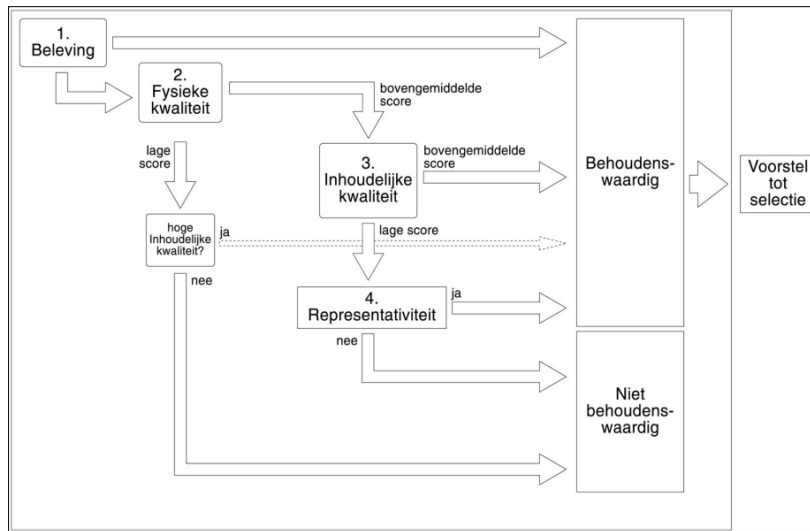 1.
Beleving
2.
Fysieke
kwaliteit
bovengemiddelde
score
lage
score
3.
Inhoudelijke
kwaliteit
bovengemiddelde
score
Behoudens-
waardig
Voorstel
tot
selectie
hoge
Inhoudelijke
kwaliteit?
ja
lage score
nee
4.
Representativiteit
ja
nee
Niet
behoudens-
waardig